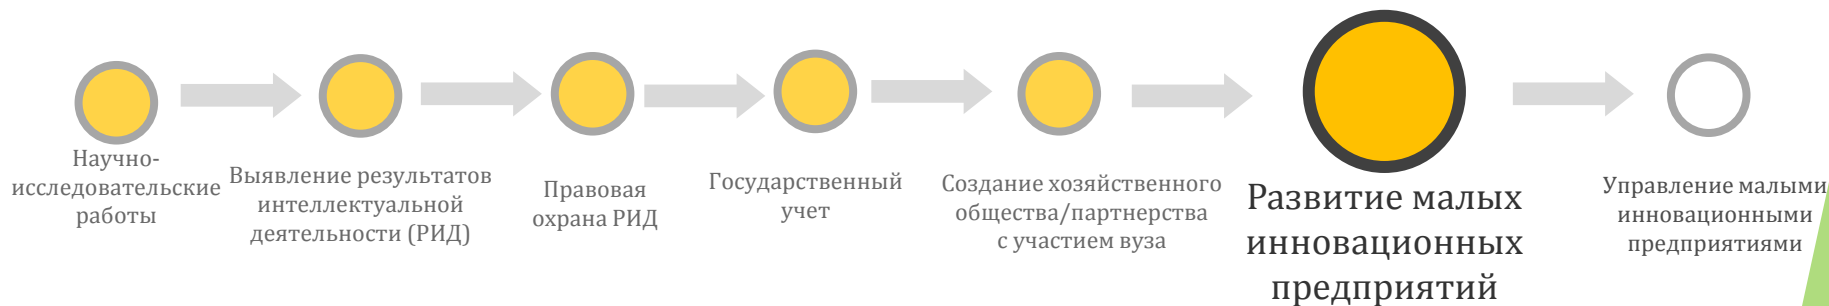 Научно-
исследовательские
работы
Выявление результатов
интеллектуальной
деятельности (РИД)
Правовая
охрана РИД
Государственный
учет
Создание хозяйственного
общества/партнерства
с участием вуза
Развитие малых
инновационных
предприятий
Управление малыми
инновационными
предприятиями